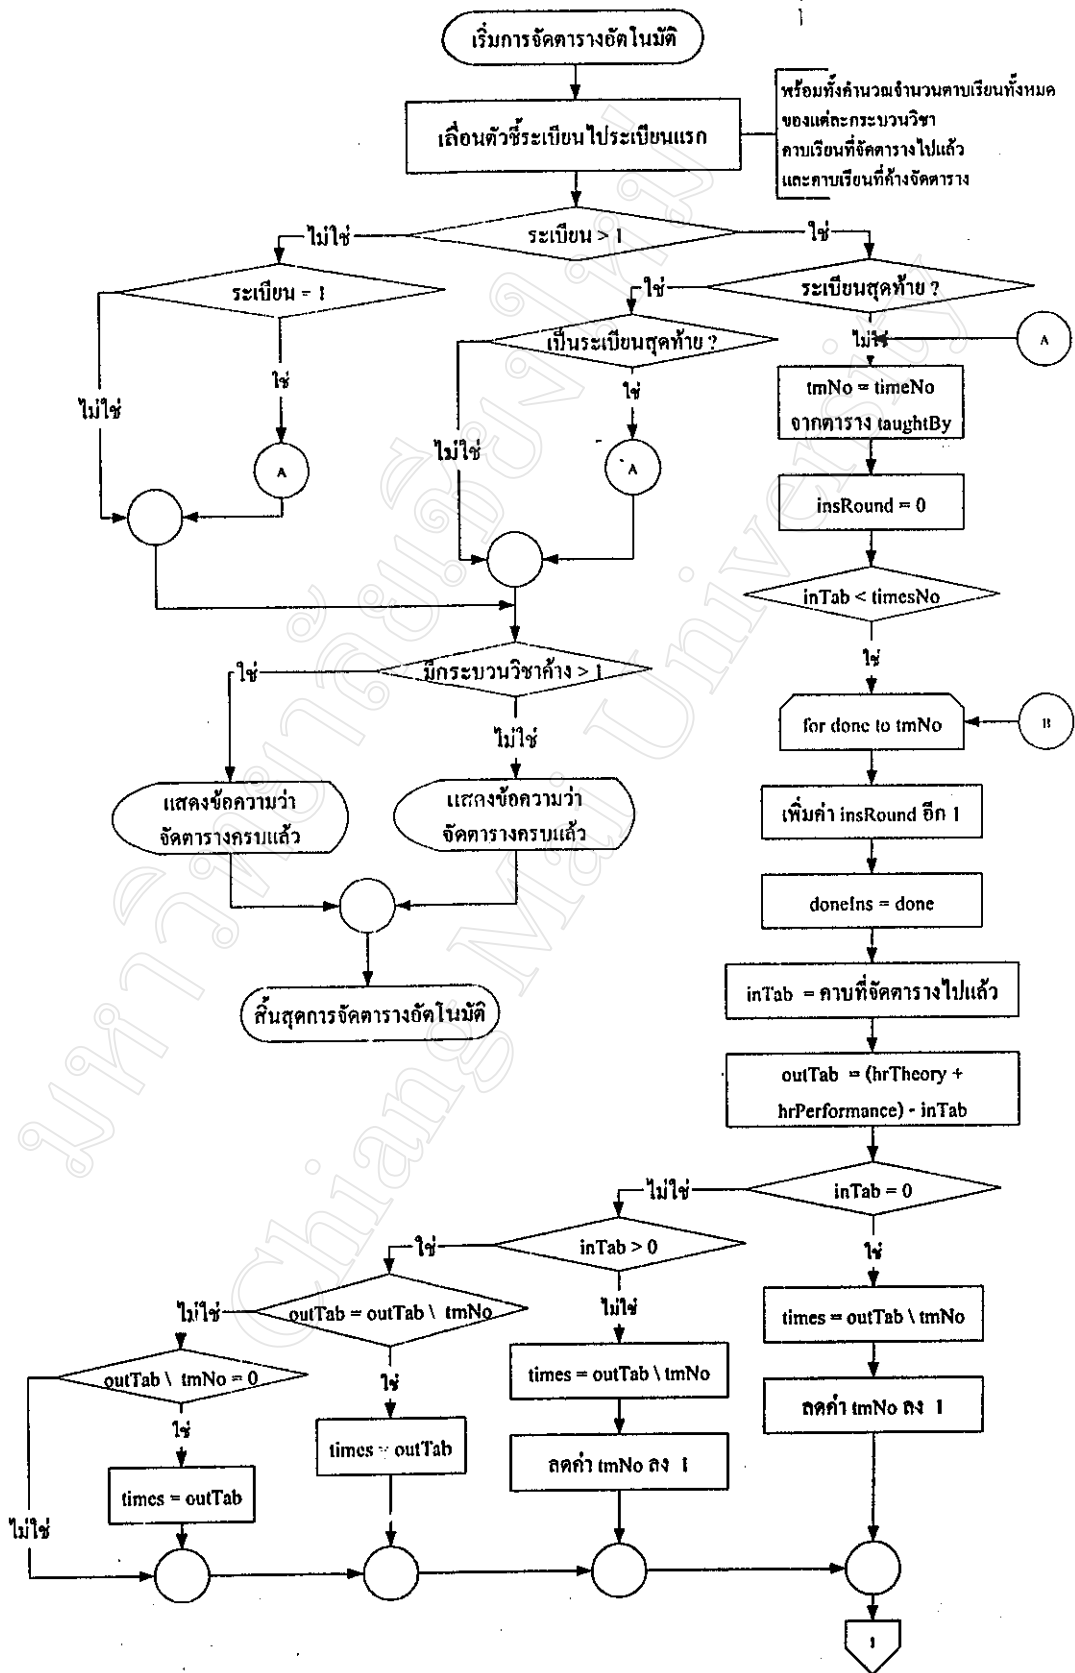 เริ่มการจัดตารางอัตโนมัติ
เลื่อนตัวชี้ระเบียนไประเบียนแรก
พร้อมทั้งคำนวณจำนวนคาบเรียนทั้งหมด
ของแต่ละกระบวนวิชา
คาบเรียนที่จัดตารางไปแล้ว
และคาบเรียนที่ค้างจัดตาราง
ระเบียน > 1
ไม่ใช่
ใช่
ระเบียน = 1
ไม่ใช่
ใช่
A
ระเบียนสุดท้าย ?
ใช่
ไม่ใช่
A
เป็นระเบียนสุดท้าย ?
ไม่ใช่
ใช่
A
tmNo = timeNo
จากตาราง taughtBy
insRound = 0
inTab < timesNo
ใช่
มีกระบวนวิชาค้าง > 1
ใช่
ไม่ใช่
แสดงข้อความว่า
จัดตารางครบแล้ว
แสดงข้อความว่า
จัดตารางครบแล้ว
สิ้นสุดการจัดตารางอัตโนมัติ
for done to tmNo
B
เพิ่มค่า insRound อีก 1
doneIns = done
inTab = คาบที่จัดตารางไปแล้ว
outTab = (hrTheory +
hrPerformance) - inTab
inTab = 0
ไม่ใช่
ใช่
inTab > 0
ใช่
ไม่ใช่
outTab = outTab \ tmNo
ไม่ใช่
ใช่
outTab \ tmNo = 0
ไม่ใช่
ใช่
times = outTab
times = outTab
times = outTab \ tmNo
ลดค่า tmNo ลง 1
times = outTab \ tmNo
ลดค่า tmNo ลง 1
1
มหาวิทยาลัยเชียงใหม่
Chiang Mai University